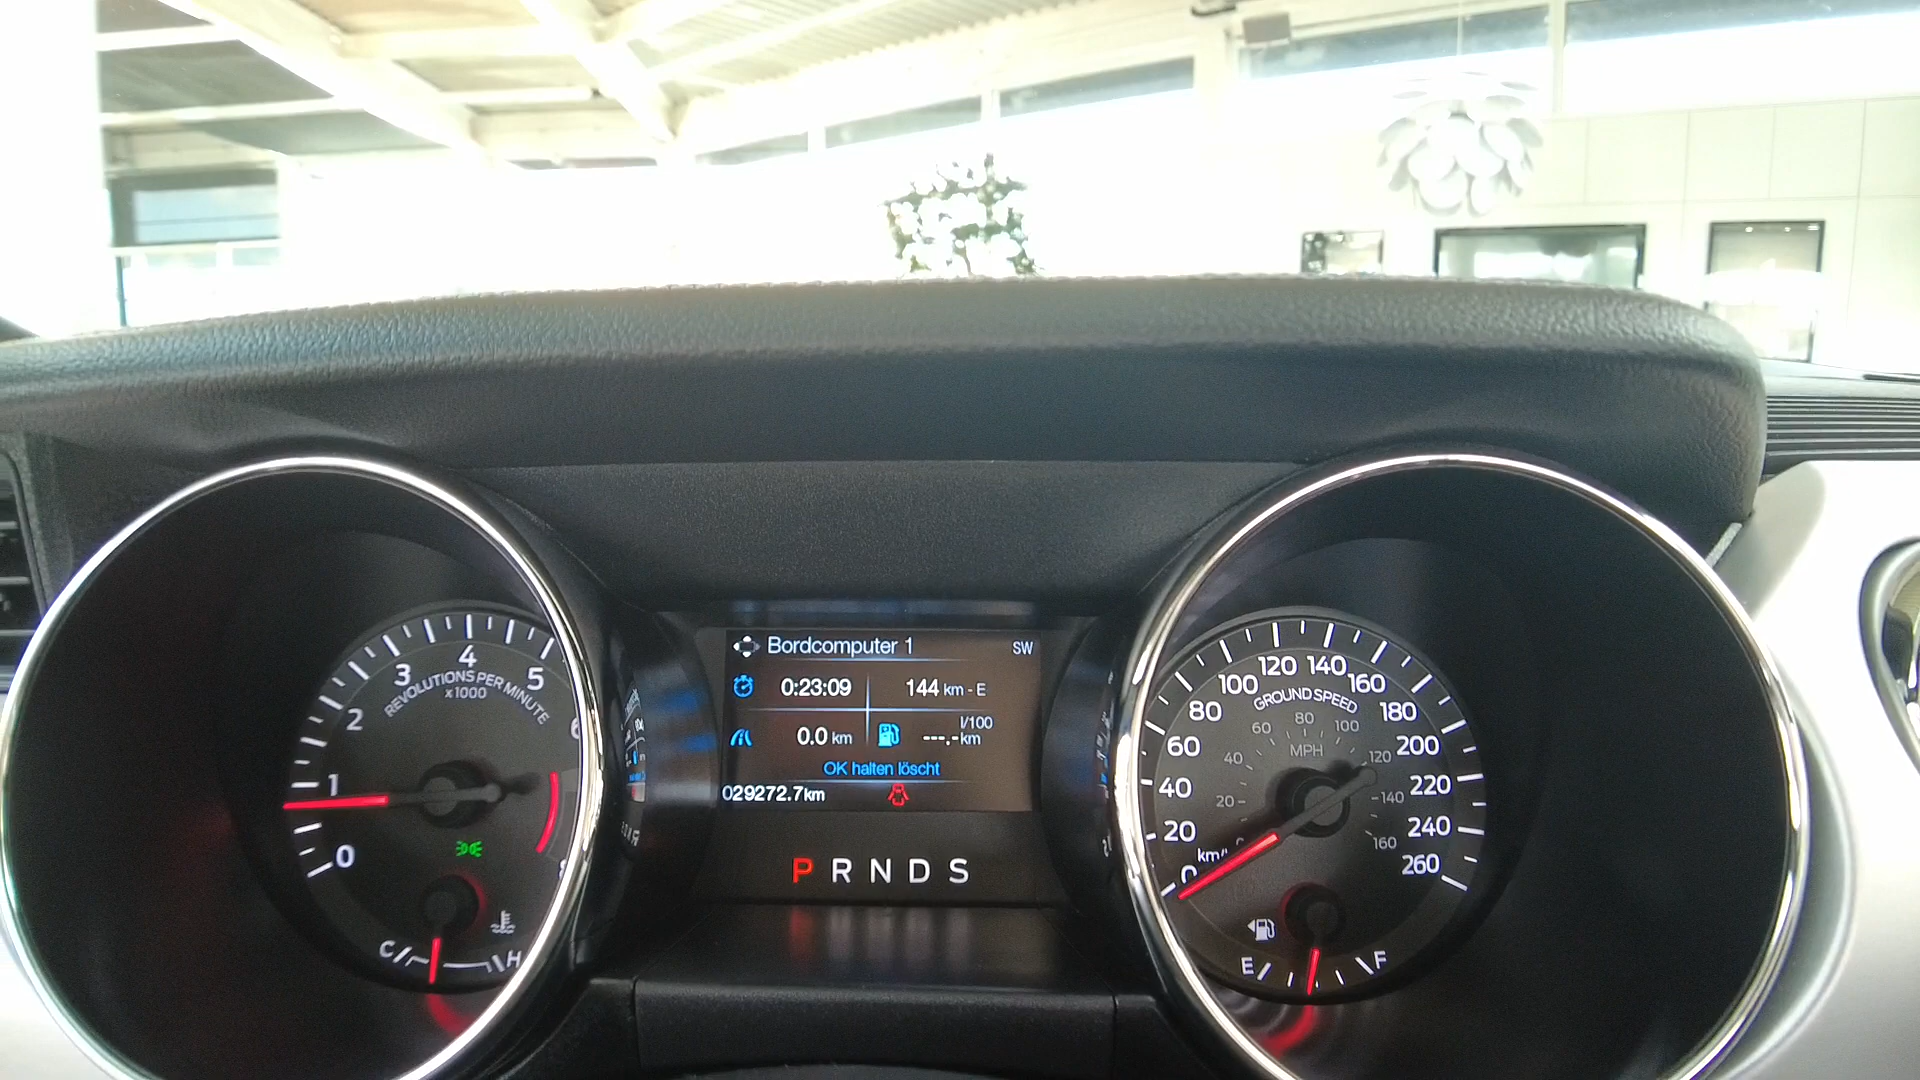 0
1
2
3
4
5
REVOLUTIONS PER MINUTE
x1000
C
H
Bordcomputer 1
SW
0:23:09
144 km - E
0.0 km
---.- l/100 km
OK halten löscht
029272.7km
P R N D S
0
20
40
60
80
100
120
140
160
180
200
220
240
260
GROUND SPEED
MPH
20
40
60
80
100
120
140
160
E
F